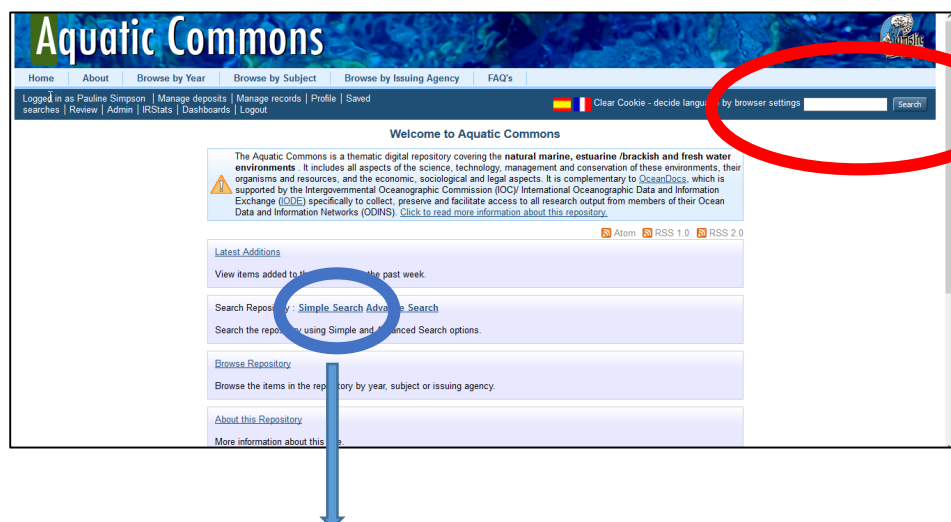 Aquatic Commons
Home About Browse by Year Browse by Subject Browse by Issuing Agency FAQ's
Logged in as Pauline Simpson | Manage deposits | Manage records | Profile | Saved
searches | Review | Admin | IRStats | Dashboards | Logout
Clear Cookie - decide language by browser settings Search
Welcome to Aquatic Commons
The Aquatic Commons is a thematic digital repository covering the natural marine, estuarine /brackish and fresh water
environments . It includes all aspects of the science, technology, management and conservation of these environments, their
organisms and resources, and the economic, sociological and legal aspects. It is complementary to OceanDocs, which is
supported by the Intergovernmental Oceanographic Commission (IOC)/ International Oceanographic Data and Information
Exchange (IODE) specifically to collect, preserve and facilitate access to all research output from members of their Ocean
Data and Information Networks (ODINS). Click to read more information about this repository.
Atom RSS 1.0 RSS 2.0
Latest Additions
View items added to the past week.
Search Repository : Simple Search Advance Search
Search the repository using Simple and Advanced Search options.
Browse Repository
Browse the items in the repository by year, subject or issuing agency.
About this Repository
More information about this